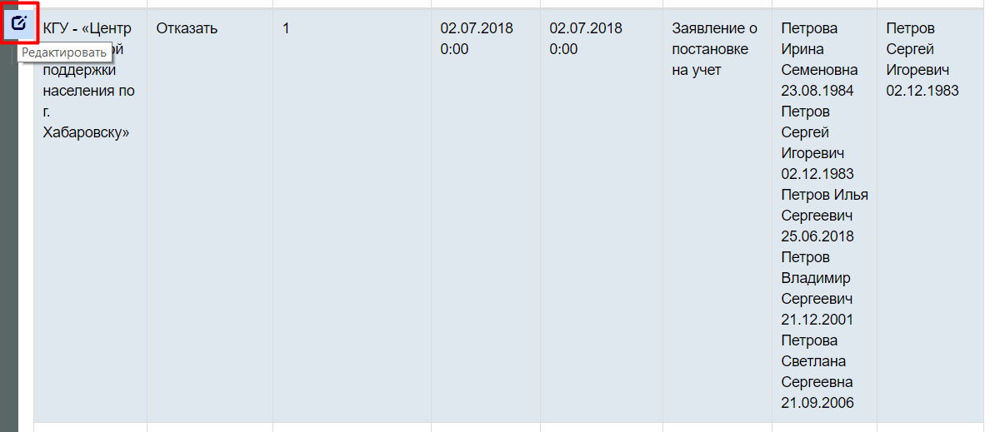 КГУ - «Центр
Редактировать
поддержки
населения по
г.
Хабаровску»
Отказать
1
02.07.2018
0:00
02.07.2018
0:00
Заявление о
постановке
на учет
Петрова
Ирина
Семеновна
23.08.1984
Петров
Сергей
Игоревич
02.12.1983
Петров Илья
Сергеевич
25.06.2018
Петров
Владимир
Сергеевич
21.12.2001
Петрова
Светлана
Сергеевна
21.09.2006
Петров
Сергей
Игоревич
02.12.1983